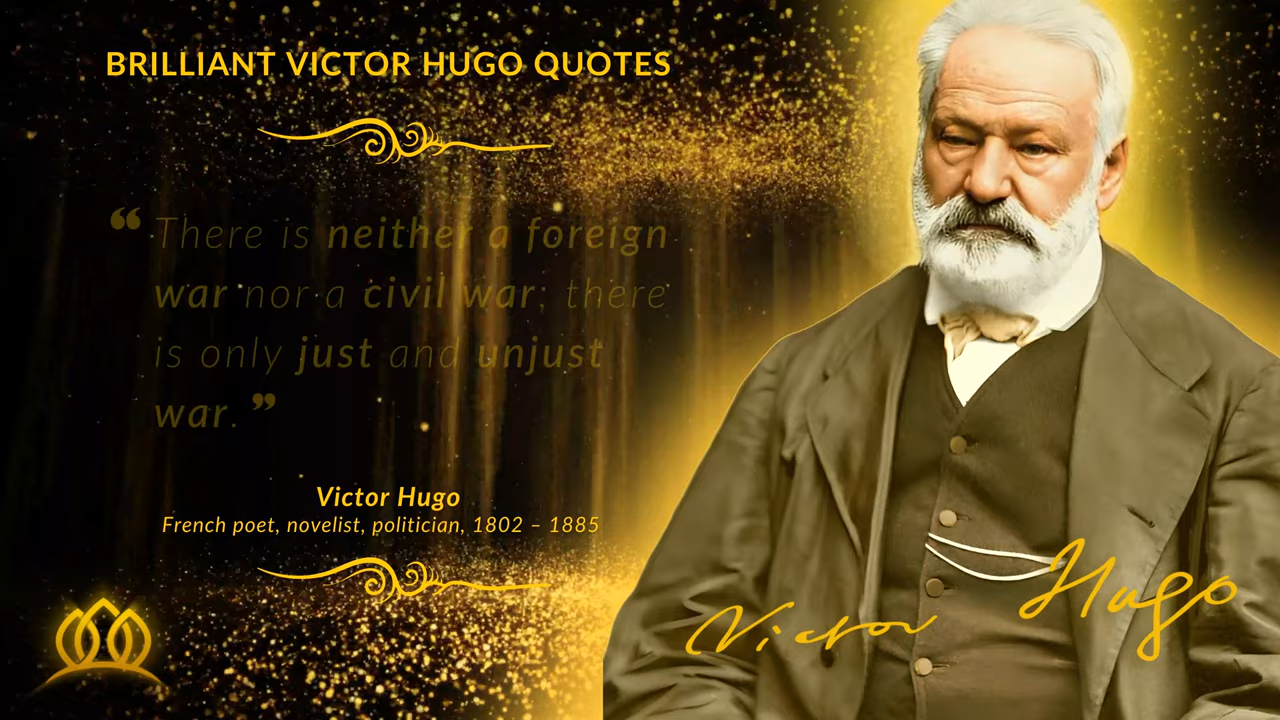 BRILLIANT VICTOR HUGO QUOTES
“ There is neither a foreign
war nor a civil war; there
is only just and unjust
war. ”
Victor Hugo
French poet, novelist, politician, 1802 – 1885
Victor Hugo